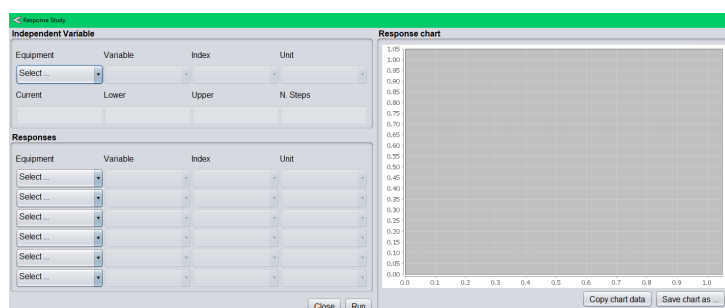 Response Study
Independent Variable
Equipment Variable Index Unit
Select ...
Current Lower Upper N. Steps
Responses
Equipment Variable Index Unit
Select ...
Select ...
Select ...
Select ...
Select ...
Select ...
Close Run
Response chart
1.05
1.00
0.95
0.90
0.85
0.80
0.75
0.70
0.65
0.60
0.55
0.50
0.45
0.40
0.35
0.30
0.25
0.20
0.15
0.10
0.05
0.00
0.0 0.1 0.2 0.3 0.4 0.5 0.6 0.7 0.8 0.9 1.0
Copy chart data Save chart as ...